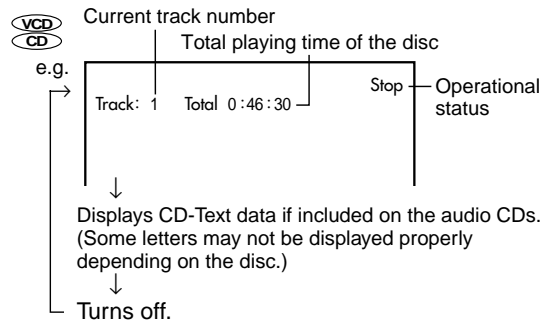 VCD
CD
Current track number
Total playing time of the disc
e.g.
Track: 1 Total 0:46:30
Stop
Operational
status
Displays CD-Text data if included on the audio CDs.
(Some letters may not be displayed properly
depending on the disc.)
Turns off.